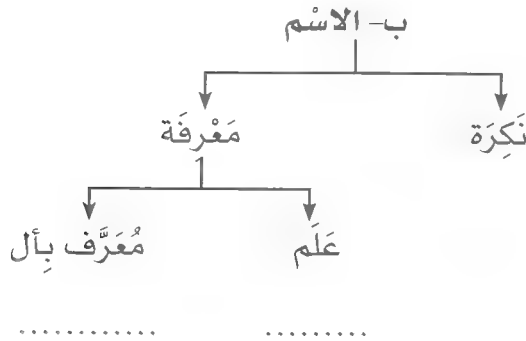 ب- الاسْم
نَكِرَة مَعْرِفَة
عَلَم مُعَرَّف بِأل
......... ............